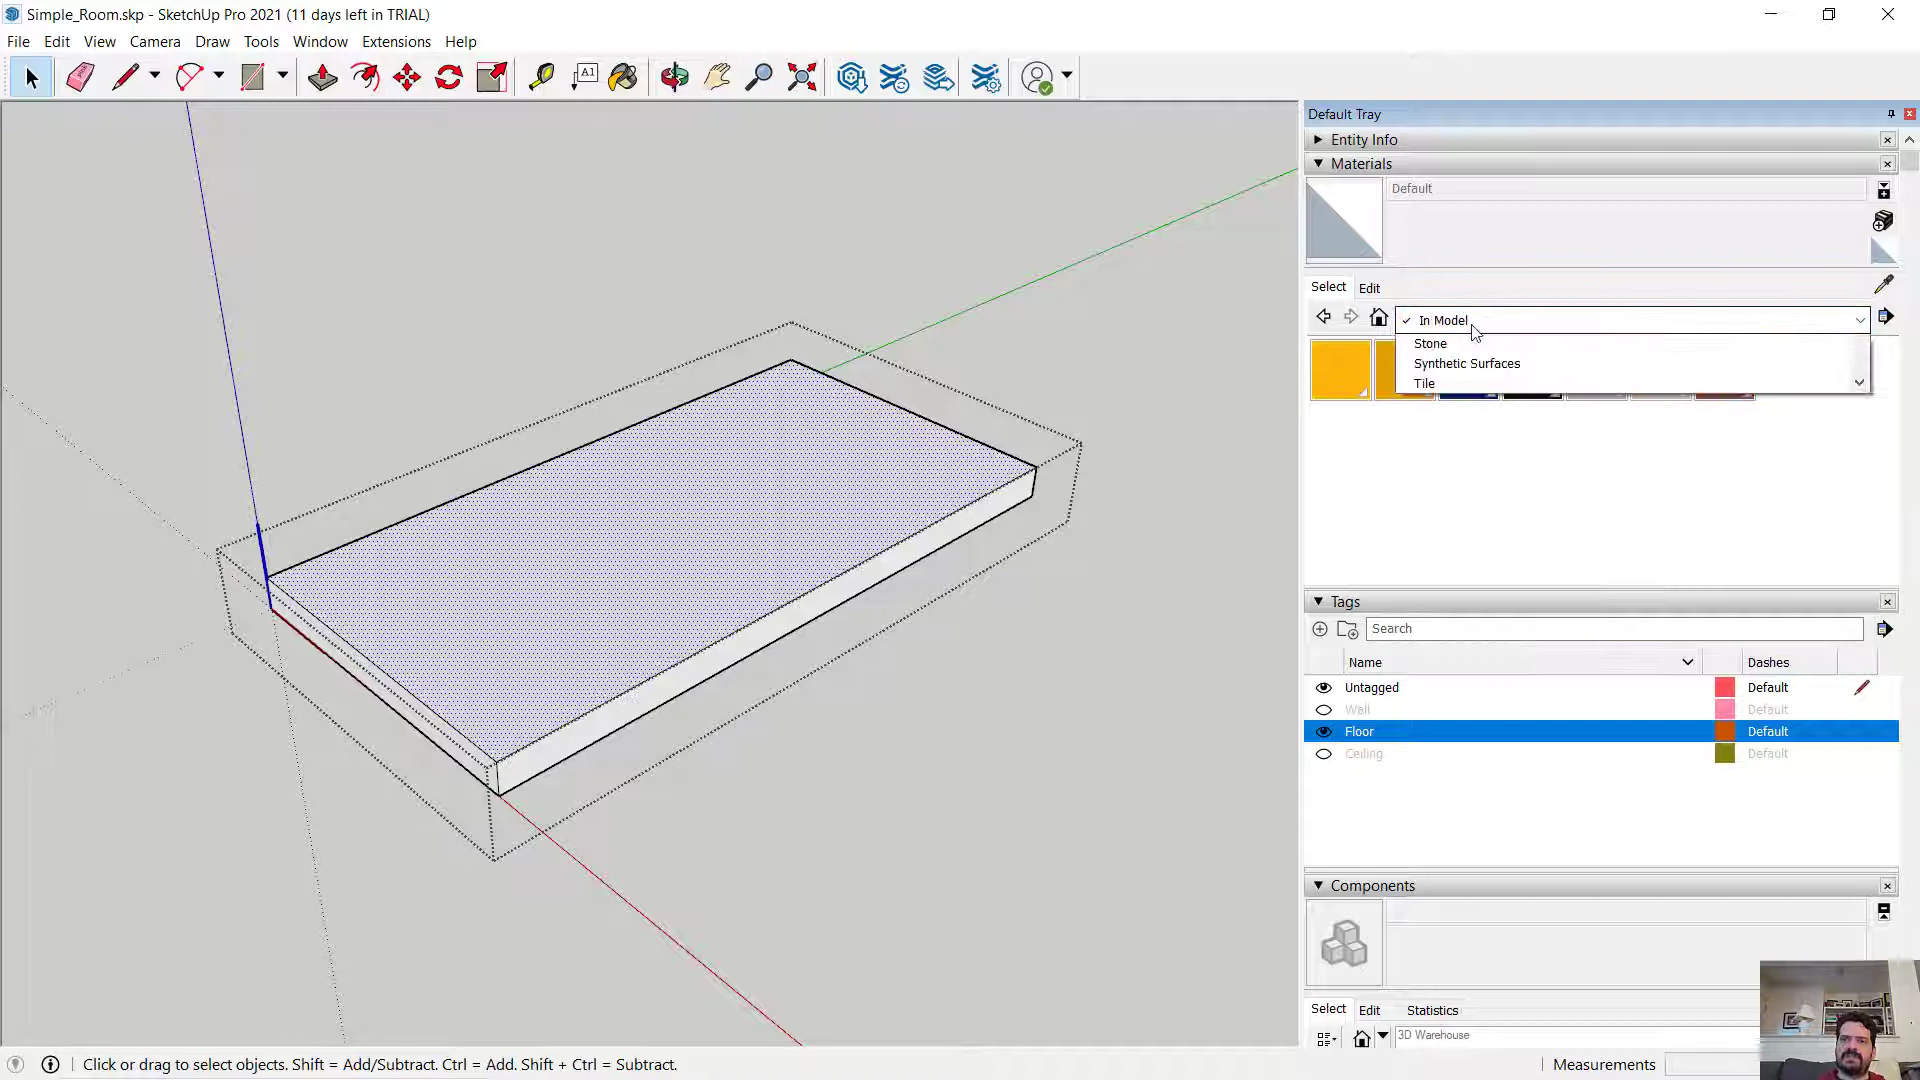 Simple_Room.skp - SketchUp Pro 2021 (11 days left in TRIAL)
File Edit View Camera Draw Tools Window Extensions Help
A1
Default Tray
Entity Info
Materials
Default
Select Edit
In Model
Stone
Synthetic Surfaces
Tile
Tags
Search
Name Dashes
Untagged Default
Wall Default
Floor Default
Ceiling Default
Components
Select Edit Statistics
3D Warehouse
Click or drag to select objects. Shift = Add/Subtract. Ctrl = Add. Shift + Ctrl = Subtract.
Measurements